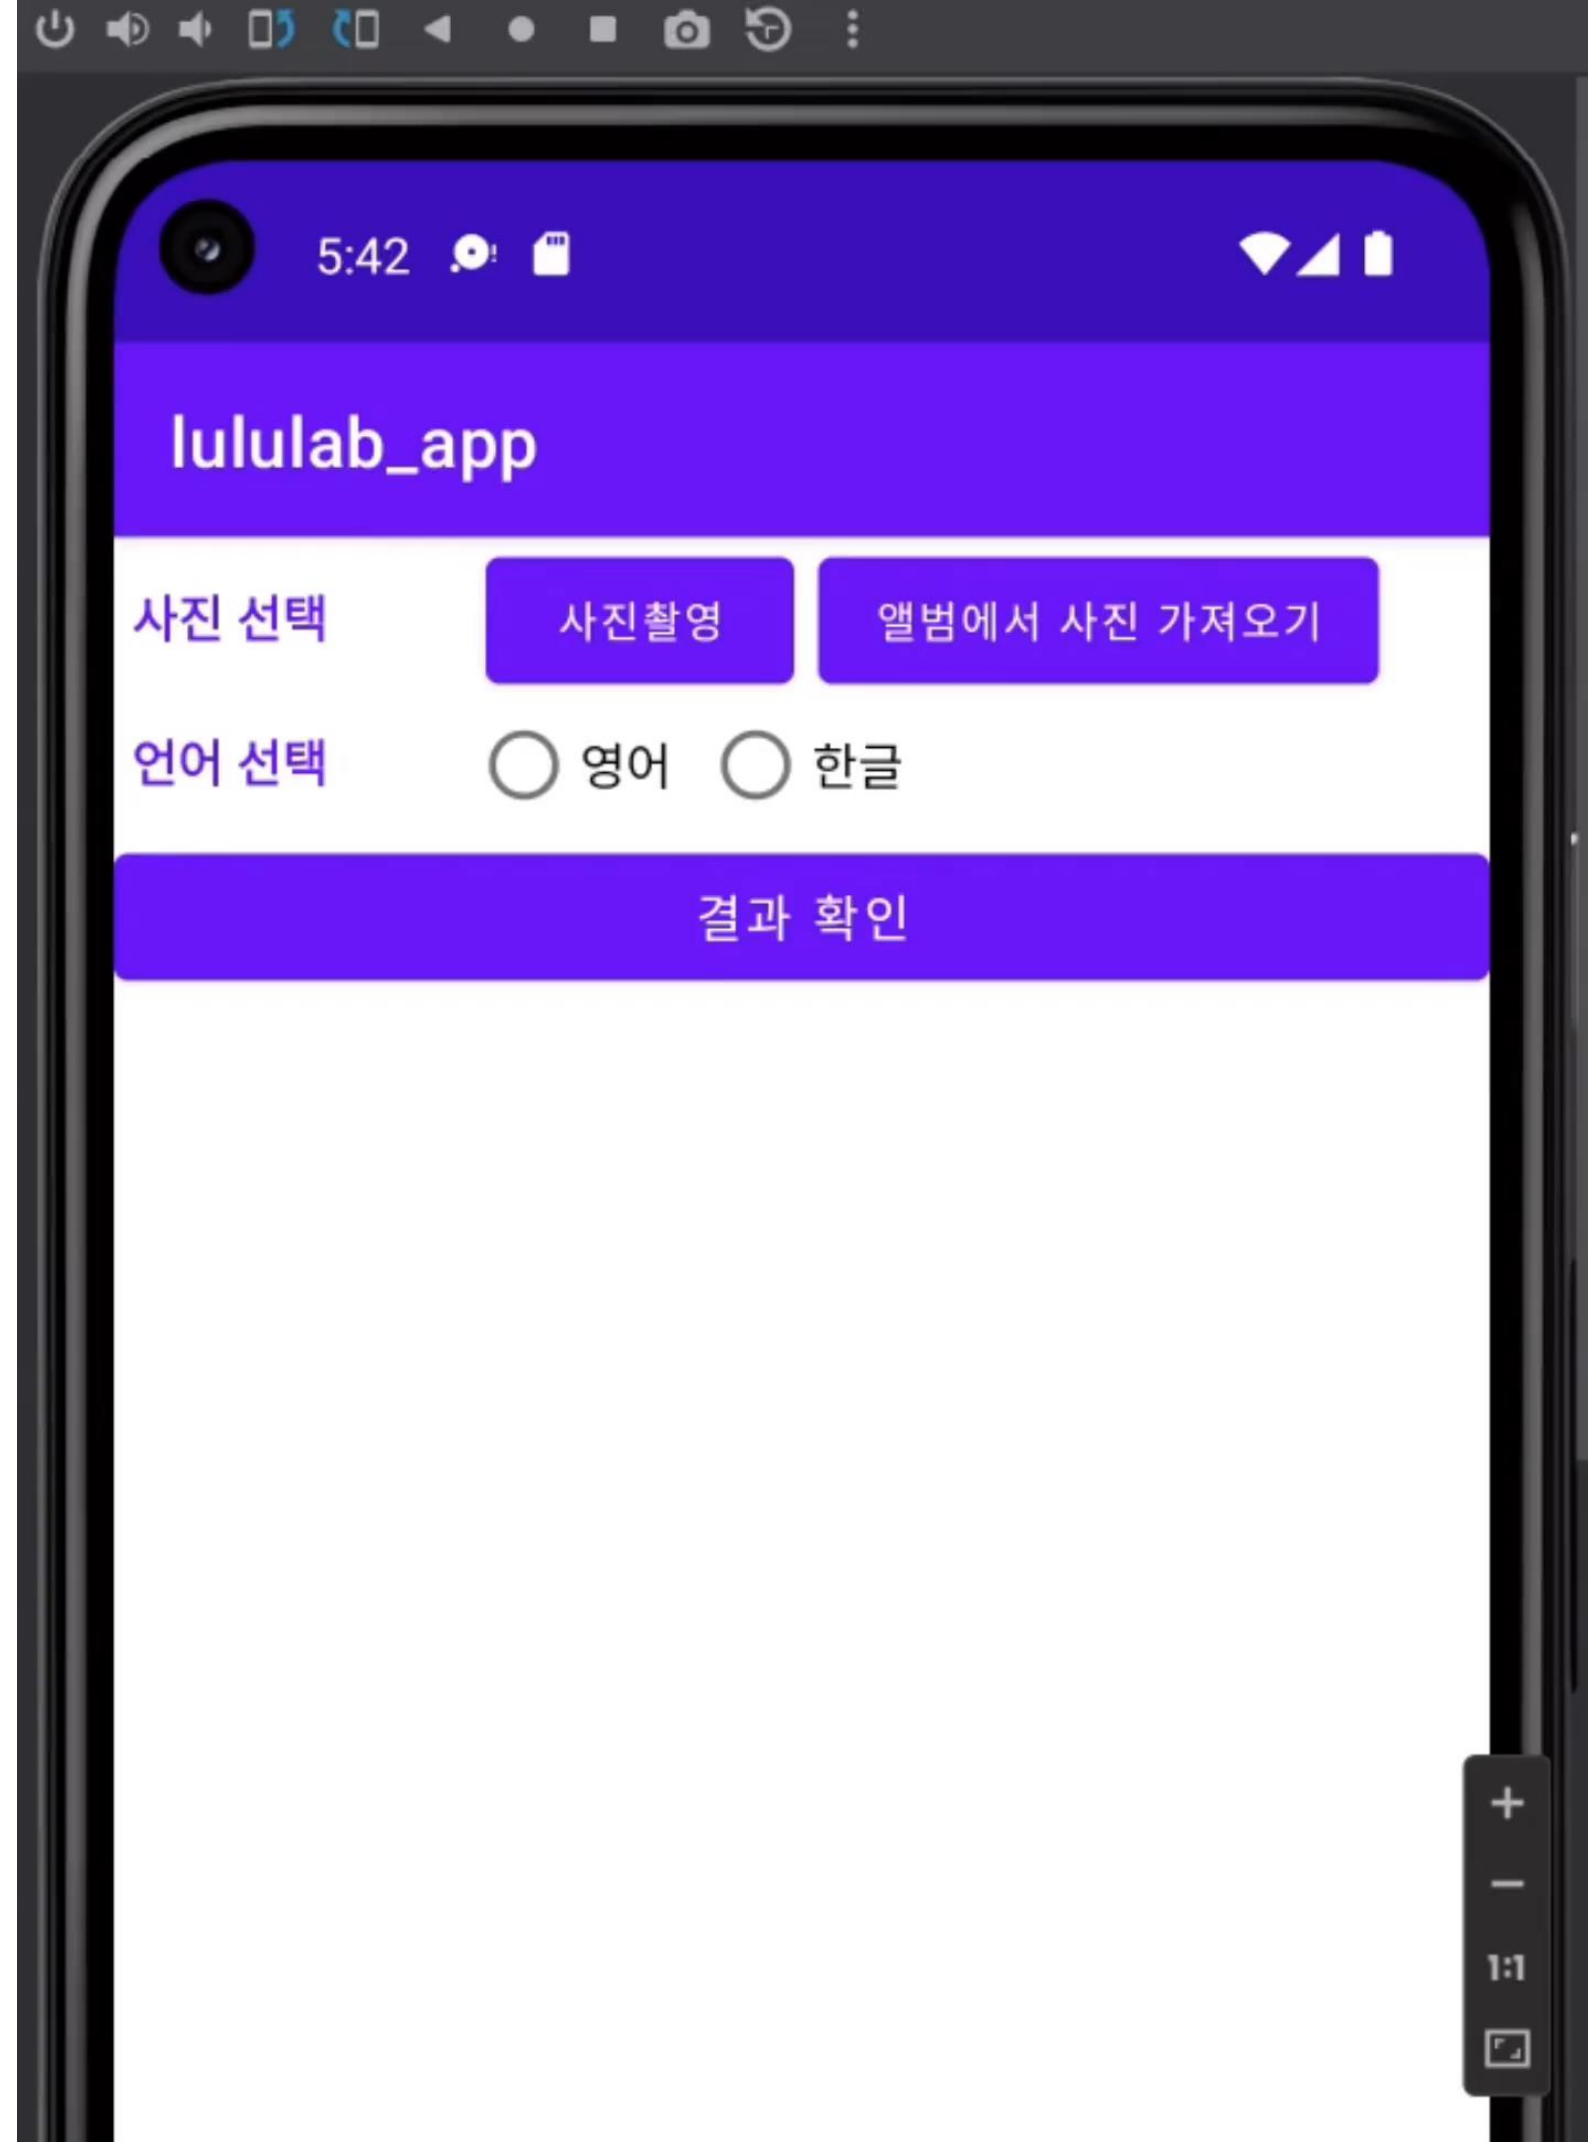 5:42
lululab_app
사진 선택 사진촬영 앨범에서 사진 가져오기
언어 선택 영어 한글
결과 확인
1:1